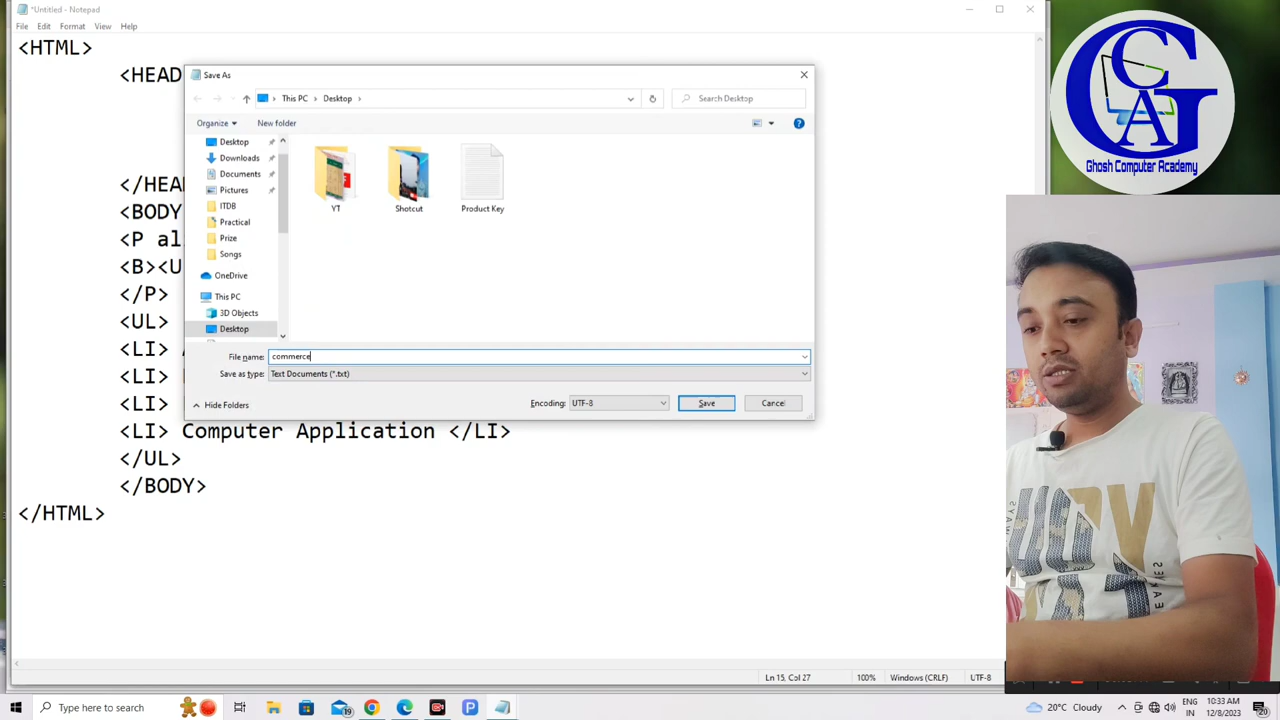 *Untitled - Notepad
File Edit Format View Help
<HTML>
<HEAD
Save As
This PC > Desktop >
Search Desktop
Organize
New folder
Desktop
Downloads
Documents
Pictures
ITDB
Practical
Prize
Songs
OneDrive
This PC
3D Objects
Desktop
YT
Shotcut
Product Key
File name: commerce
Save as type: Text Documents (*.txt)
Hide Folders
Encoding: UTF-8
Save
Cancel
</HEA
<BODY
<P al
<B><U
</P>
<UL>
<LI>
<LI>
<LI>
<LI> Computer Application </LI>
</UL>
</BODY>
</HTML>
Ln 15, Col 27
100%
Windows (CRLF)
UTF-8
CGA
Ghosh Computer Academy
Type here to search
19
20°C Cloudy
ENG
IN
10:33 AM
12/8/2023
20